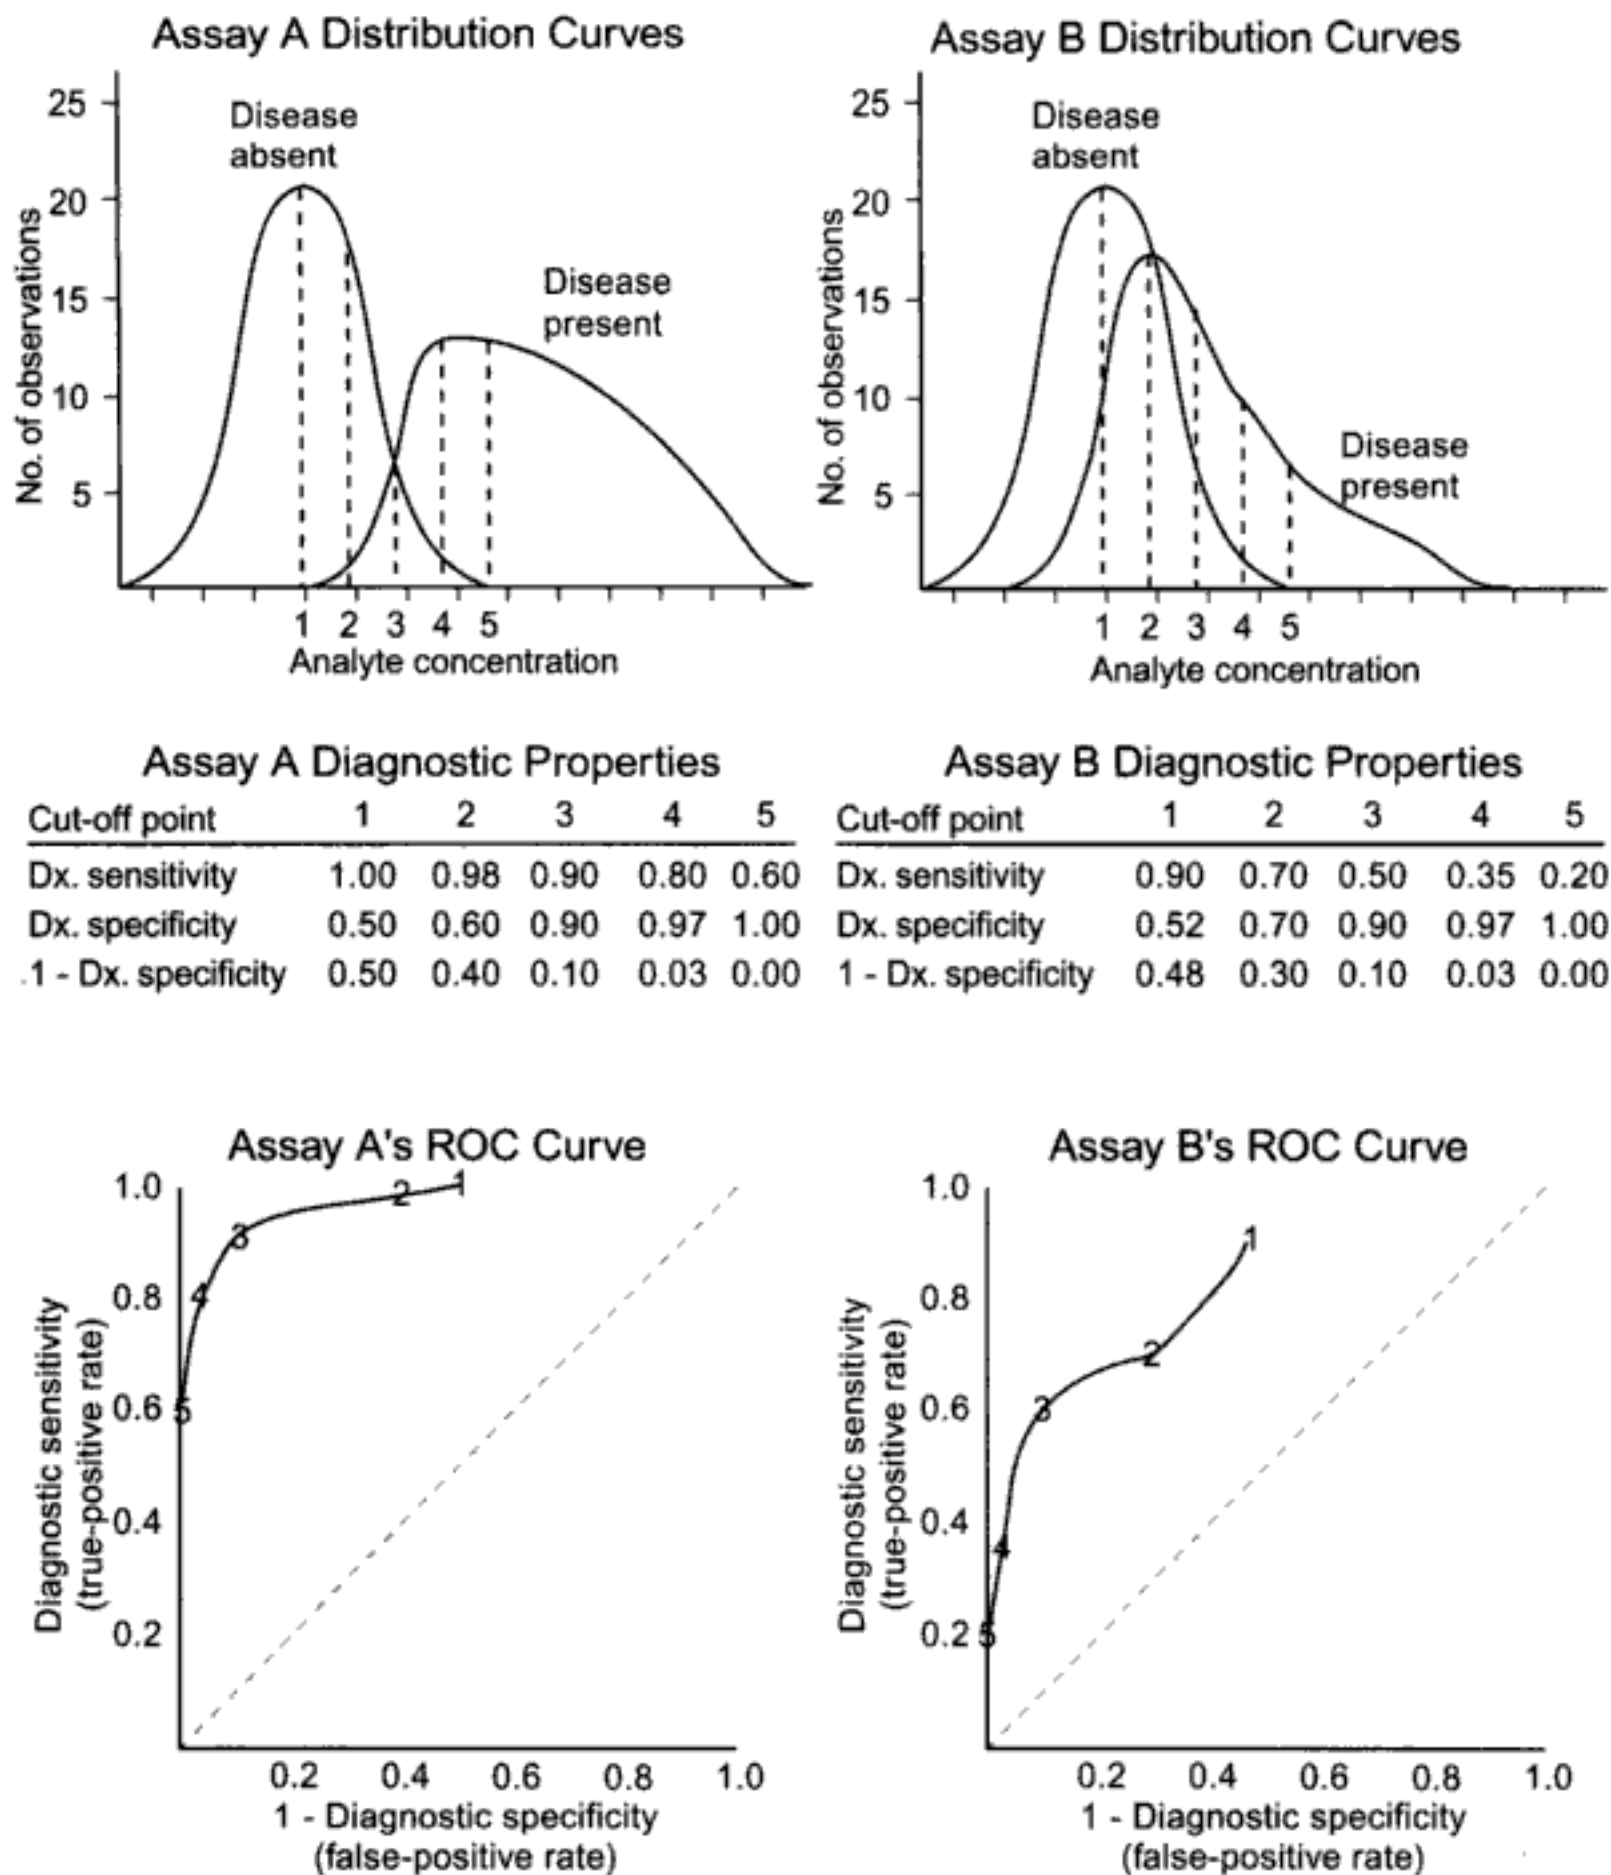 Assay A Distribution Curves
25
20
15
10
5
No. of observations
Disease
absent
Disease
present
1 2 3 4 5
Analyte concentration
Assay B Distribution Curves
25
20
15
10
5
No. of observations
Disease
absent
Disease
present
1 2 3 4 5
Analyte concentration
Assay A Diagnostic Properties
Cut-off point 1 2 3 4 5
Dx. sensitivity 1.00 0.98 0.90 0.80 0.60
Dx. specificity 0.50 0.60 0.90 0.97 1.00
1 - Dx. specificity 0.50 0.40 0.10 0.03 0.00
Assay B Diagnostic Properties
Cut-off point 1 2 3 4 5
Dx. sensitivity 0.90 0.70 0.50 0.35 0.20
Dx. specificity 0.52 0.70 0.90 0.97 1.00
1 - Dx. specificity 0.48 0.30 0.10 0.03 0.00
Assay A's ROC Curve
1.0
0.8
0.6
0.4
0.2
Diagnostic sensitivity
(true-positive rate)
1
2
3
4
5
0.2 0.4 0.6 0.8 1.0
1 - Diagnostic specificity
(false-positive rate)
Assay B's ROC Curve
1.0
0.8
0.6
0.4
0.2
Diagnostic sensitivity
(true-positive rate)
1
2
3
4
5
0.2 0.4 0.6 0.8 1.0
1 - Diagnostic specificity
(false-positive rate)